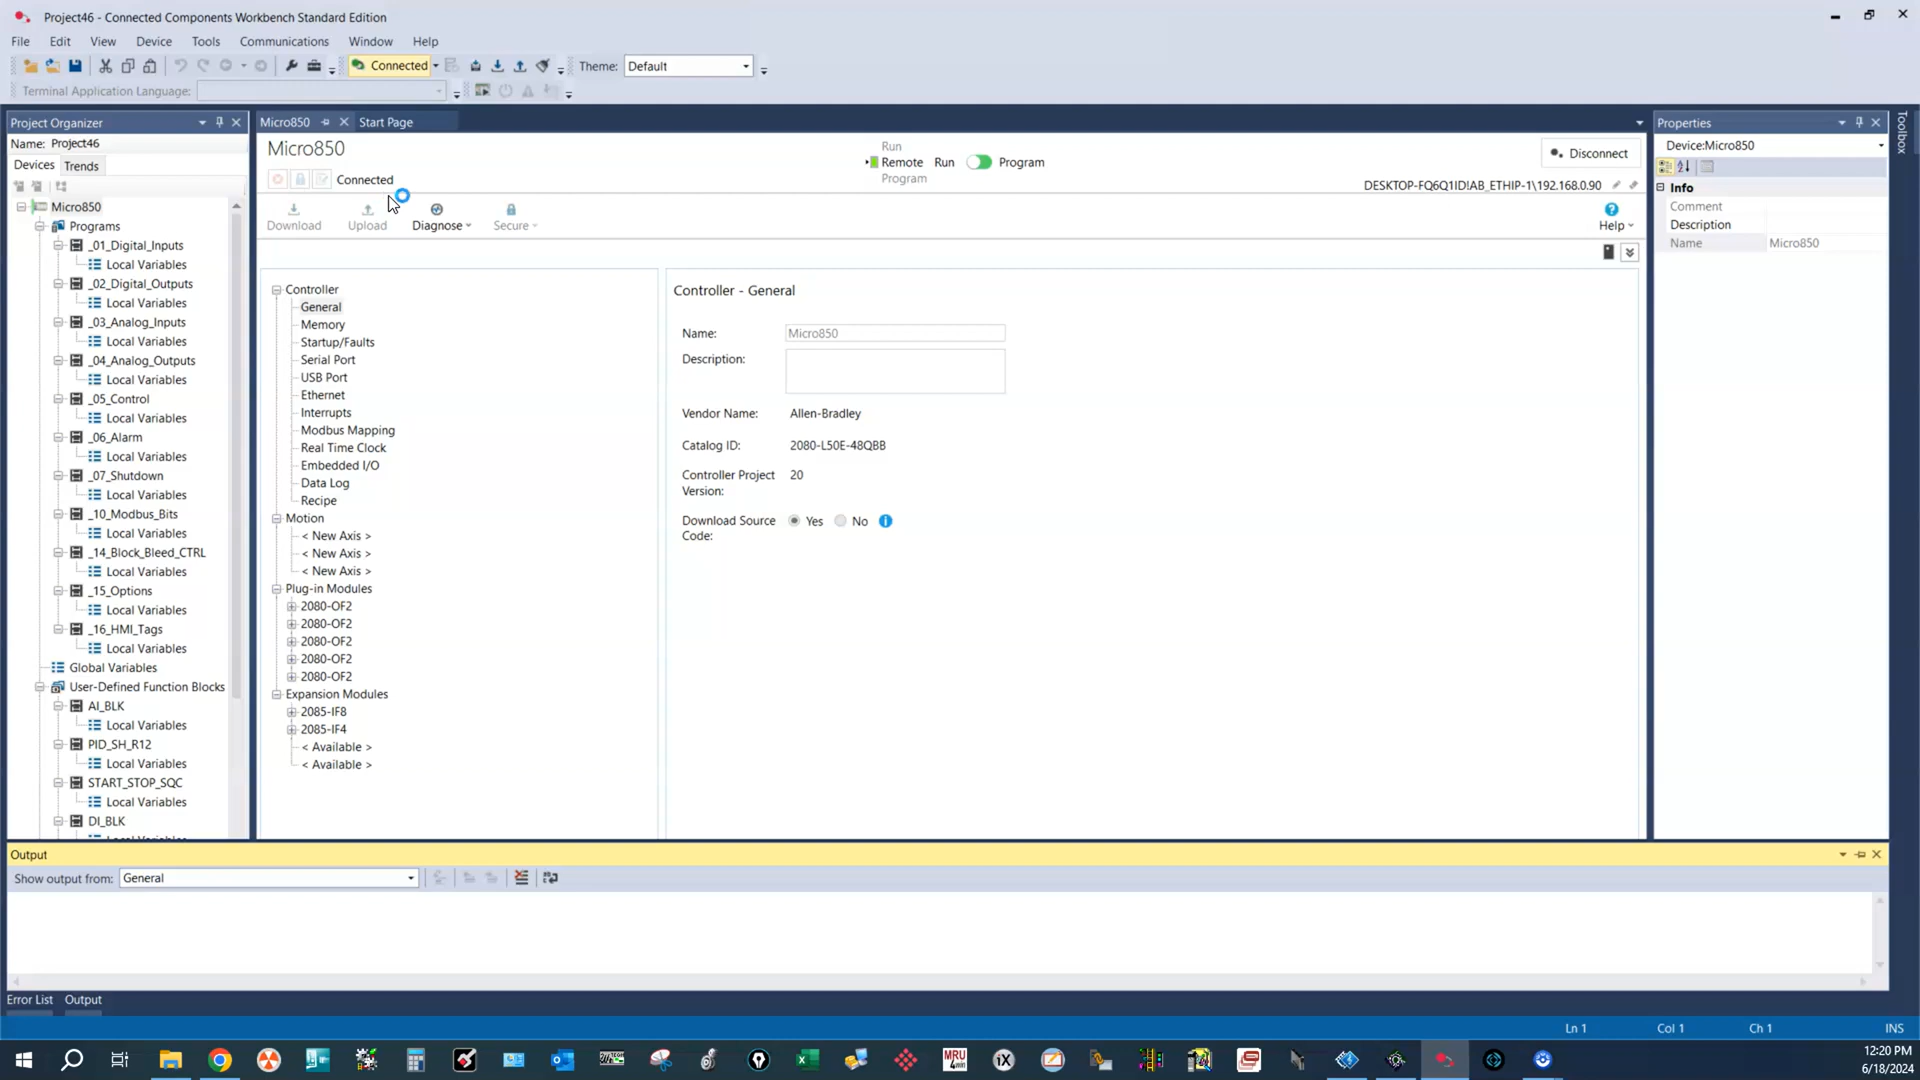 Project46 - Connected Components Workbench Standard Edition
File Edit View Device Tools Communications Window Help
Connected Theme: Default
Terminal Application Language:
Project Organizer
Name: Project46
Devices Trends
Micro850
Programs
_01_Digital_Inputs
Local Variables
_02_Digital_Outputs
Local Variables
_03_Analog_Inputs
Local Variables
_04_Analog_Outputs
Local Variables
_05_Control
Local Variables
_06_Alarm
Local Variables
_07_Shutdown
Local Variables
_10_Modbus_Bits
Local Variables
_14_Block_Bleed_CTRL
Local Variables
_15_Options
Local Variables
_16_HMI_Tags
Local Variables
Global Variables
User-Defined Function Blocks
AI_BLK
Local Variables
PID_SH_R12
Local Variables
START_STOP_SQC
Local Variables
DI_BLK
Local Variables
Micro850 Start Page
Micro850
Connected
Run
Remote Run Program
Program
Disconnect
DESKTOP-FQ6Q1ID!AB_ETHIP-1\192.168.0.90
Download Upload Diagnose Secure Help
Controller
General
Memory
Startup/Faults
Serial Port
USB Port
Ethernet
Interrupts
Modbus Mapping
Real Time Clock
Embedded I/O
Data Log
Recipe
Motion
< New Axis >
< New Axis >
< New Axis >
Plug-in Modules
2080-OF2
2080-OF2
2080-OF2
2080-OF2
2080-OF2
Expansion Modules
2085-IF8
2085-IF4
< Available >
< Available >
Controller - General
Name: Micro850
Description:
Vendor Name: Allen-Bradley
Catalog ID: 2080-L50E-48QBB
Controller Project Version: 20
Download Source Code: Yes No
Properties
Device:Micro850
Info
Comment
Description
Name Micro850
Toolbox
Output
Show output from: General
Error List Output
Ln 1 Col 1 Ch 1 INS
MRU
4win
iX
12:20 PM
6/18/2024